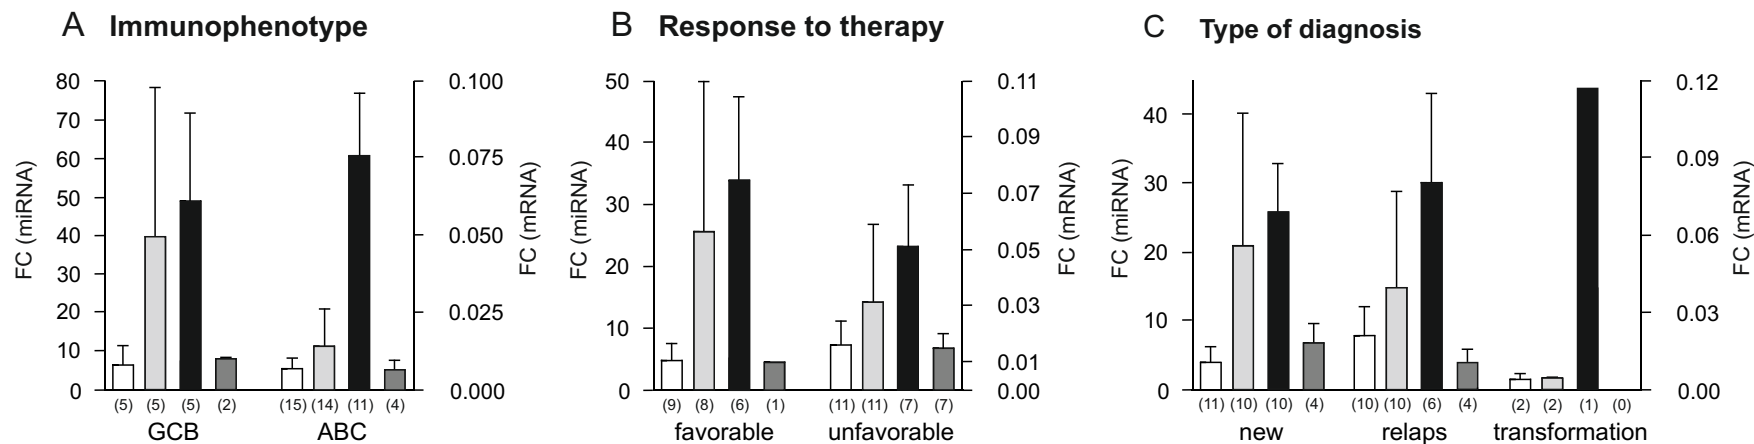 A Immunophenotype
80
70
60
50
40
30
20
10
0
FC (miRNA)
0.100
0.075
0.050
0.025
0.000
FC (mRNA)
(5) (5) (5) (2) (15) (14) (11) (4)
GCB ABC
B Response to therapy
50
40
30
20
10
0
FC (miRNA)
0.11
0.09
0.07
0.05
0.03
0.01
0.00
FC (mRNA)
(9) (8) (6) (1) (11) (11) (7) (7)
favorable unfavorable
C Type of diagnosis
40
30
20
10
0
FC (miRNA)
0.12
0.09
0.06
0.03
0.00
FC (mRNA)
(11) (10) (10) (4) (10) (10) (6) (4) (2) (2) (1) (0)
new relaps transformation